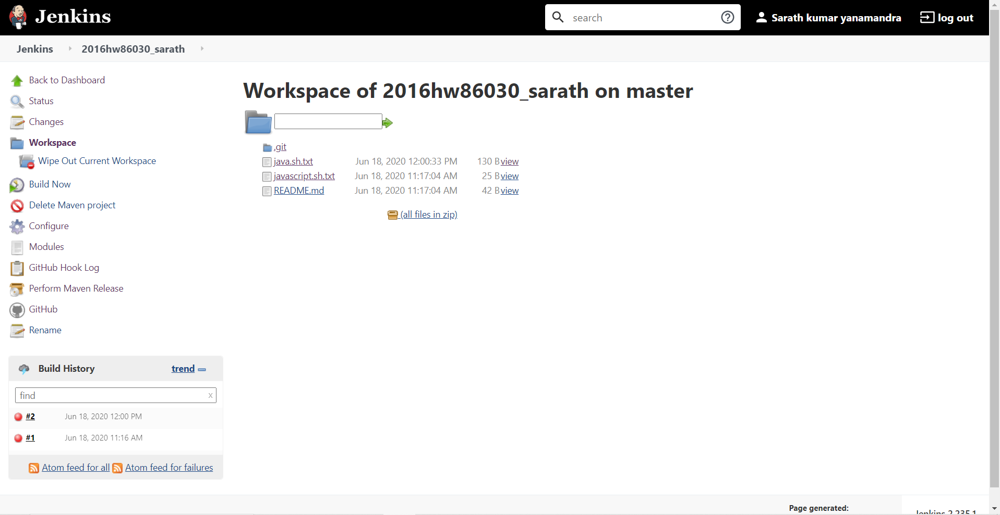 Jenkins
search
Sarath kumar yanamandra
log out
Jenkins 2016hw86030_sarath
Back to Dashboard
Status
Changes
Workspace
Wipe Out Current Workspace
Build Now
Delete Maven project
Configure
Modules
GitHub Hook Log
Perform Maven Release
GitHub
Rename
Build History trend
find x
#2 Jun 18, 2020 12:00 PM
#1 Jun 18, 2020 11:16 AM
Atom feed for all Atom feed for failures
Workspace of 2016hw86030_sarath on master
.git
java.sh.txt Jun 18, 2020 12:00:33 PM 130 B view
javascript.sh.txt Jun 18, 2020 11:17:04 AM 25 B view
README.md Jun 18, 2020 11:17:04 AM 42 B view
(all files in zip)
Page generated:
Jenkins 2.235.1